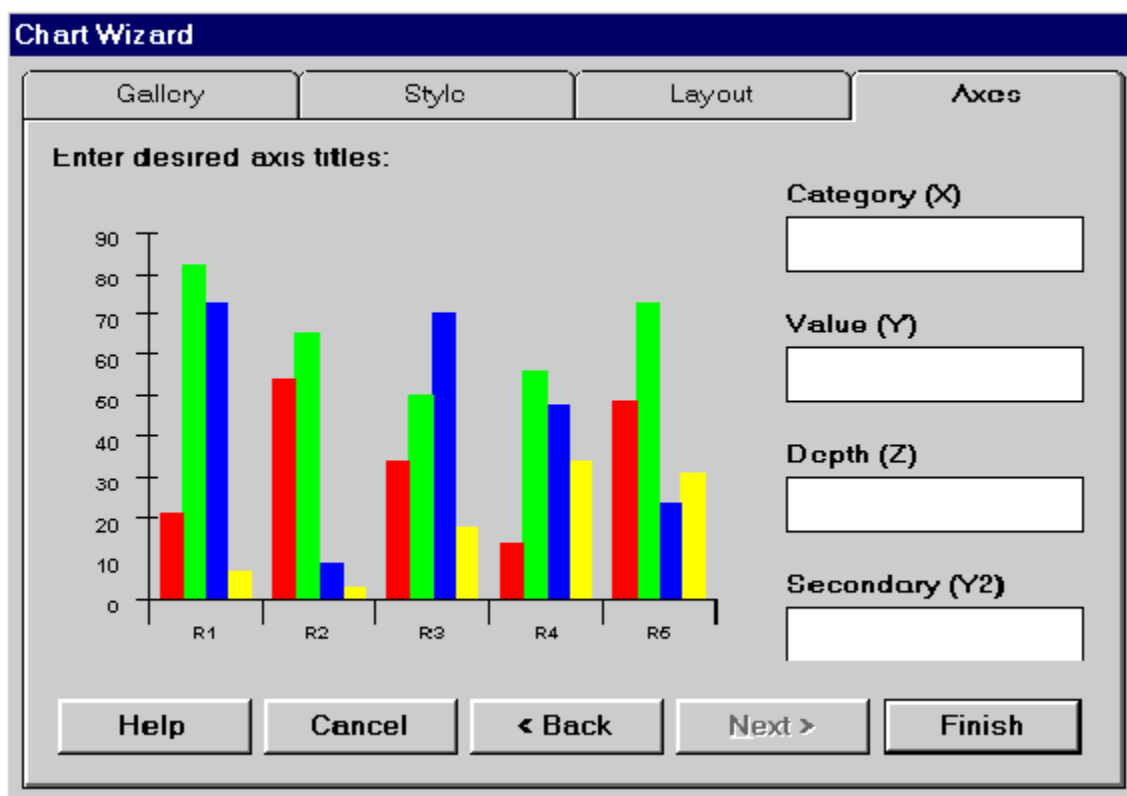 Chart Wizard
Gallery Style Layout Axes
Enter desired axis titles:
Category (X)
90
80
70
60
50
40
30
20
10
0
R1 R2 R3 R4 R5
Value (Y)
Depth (Z)
Secondary (Y2)
Help Cancel < Back Next > Finish